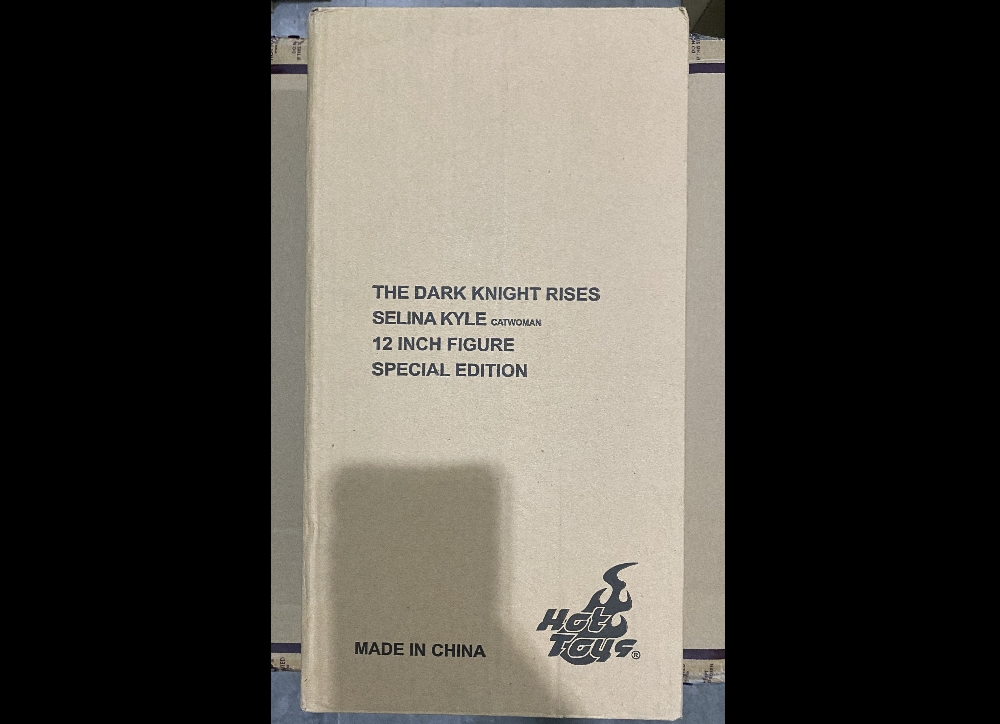 THE DARK KNIGHT RISES
SELINA KYLE CATWOMAN
12 INCH FIGURE
SPECIAL EDITION
Hot
Toys®
MADE IN CHINA